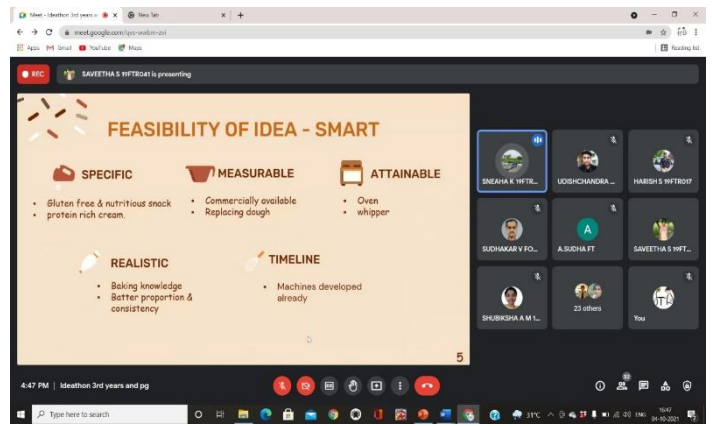 Meet - Ideathon 3rd years a
New Tab
meet.google.com/qvs-wwbm-zvi
Apps
Gmail
YouTube
Maps
Reading list
REC
SAVEETHA S 19FTR041 is presenting
FEASIBILITY OF IDEA - SMART
SPECIFIC
• Gluten free & nutritious snack
• protein rich cream.
MEASURABLE
• Commercially available
• Replacing dough
ATTAINABLE
• Oven
• whipper
REALISTIC
• Baking knowledge
• Batter proportion &
consistency
TIMELINE
• Machines developed
already
5
SNEAHA K 19FTR...
UDISHCHANDRA ...
HARISH S 19FTR017
SUDHAKAR V FO...
A
A.SUDHA FT
SAVEETHA S 19FT...
SHUBIKSHA A M 1...
23 others
You
4:47 PM | Ideathon 3rd years and pg
32
Type here to search
31°C
ENG
16:47
04-10-2021